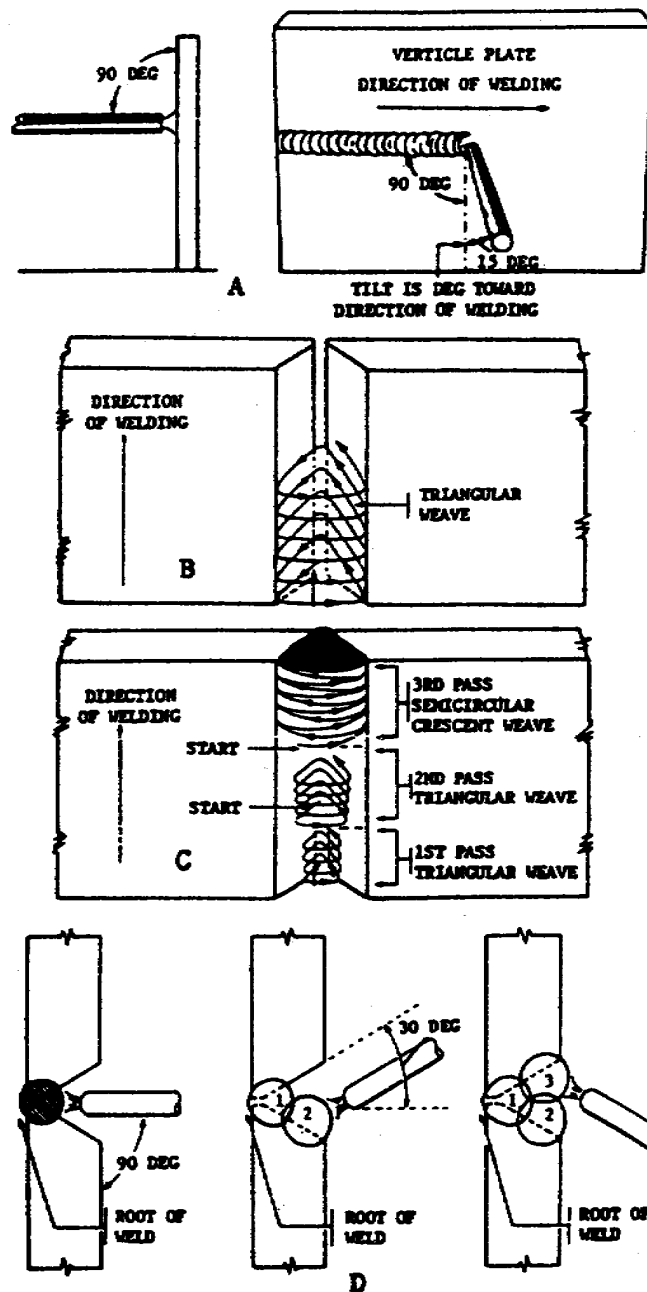 90 DEG
VERTICLE PLATE
DIRECTION OF WELDING
90 DEG
15 DEG
TILT IS DEG TOWARD
DIRECTION OF WELDING
A
DIRECTION
OF WELDING
TRIANGULAR
WEAVE
B
DIRECTION
OF WELDING
START
START
3RD PASS
SEMICIRCULAR
CRESCENT WEAVE
2ND PASS
TRIANGULAR WEAVE
1ST PASS
TRIANGULAR WEAVE
C
90 DEG
ROOT OF
WELD
30 DEG
1
2
ROOT OF
WELD
1
2
3
ROOT OF
WELD
D